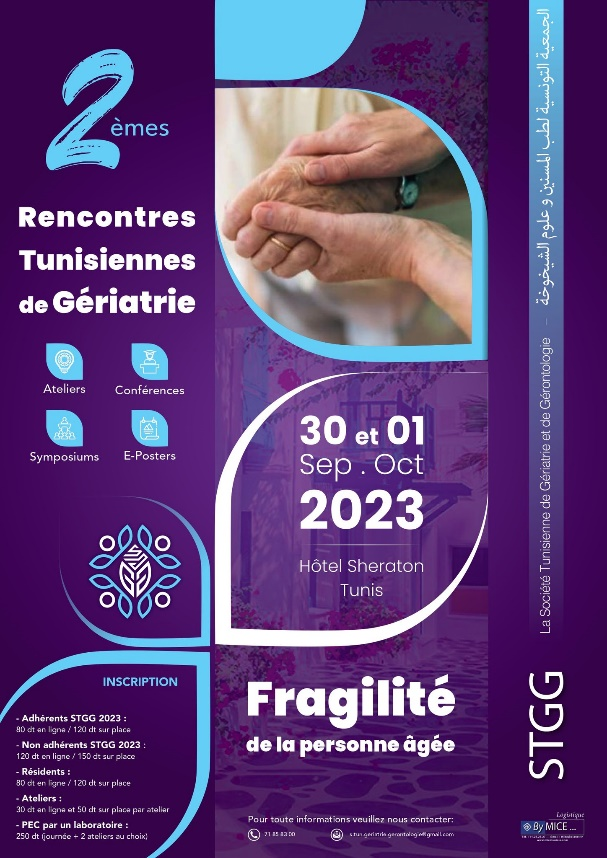 2èmes
Rencontres
Tunisiennes
de Gériatrie
Ateliers
Conférences
Symposiums
E-Posters
30 et 01
Sep . Oct
2023
Hôtel Sheraton
Tunis
INSCRIPTION
- Adhérents STGG 2023 :
80 dt en ligne / 120 dt sur place
- Non adhérents STGG 2023 :
120 dt en ligne / 150 dt sur place
- Résidents :
80 dt en ligne / 120 dt sur place
- Ateliers :
30 dt en ligne et 50 dt sur place par atelier
- PEC par un laboratoire :
250 dt (journée + 2 ateliers au choix)
Fragilité
de la personne âgée
Pour toute informations veuillez nous contacter:
الجمعية التونسية لطب المسنين و علوم الشيخوخة
La Société Tunisienne de Gériatrie et de Gérontologie
STGG
Logistique
By MICE ...